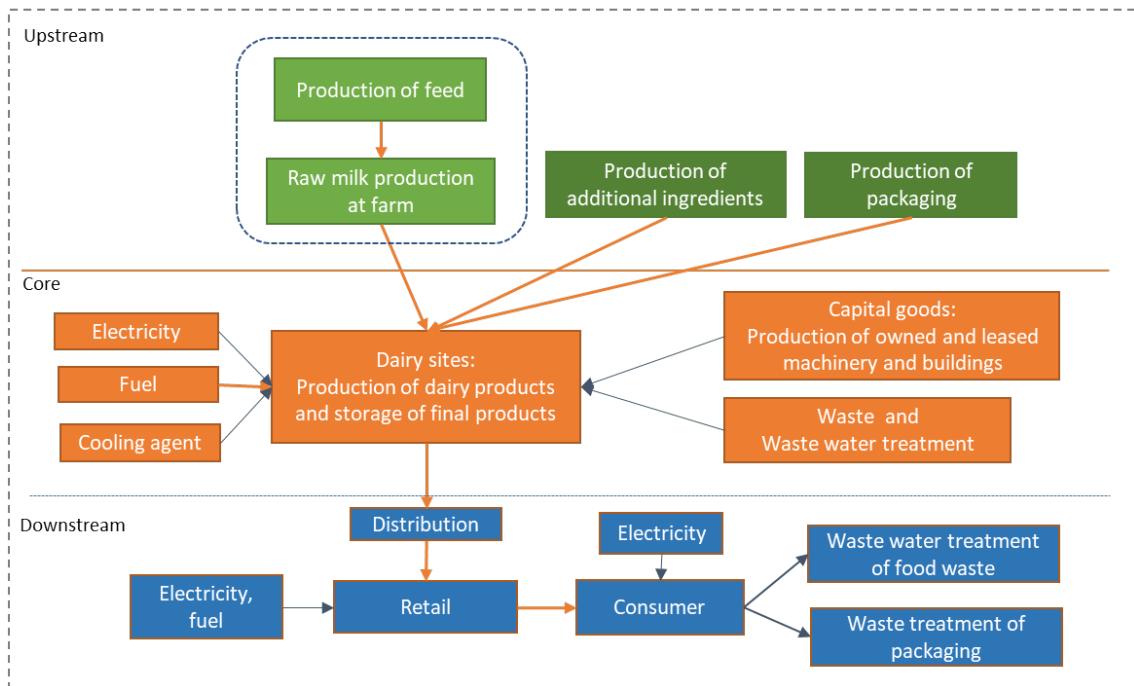 Upstream
Production of feed
Raw milk production
at farm
Production of
additional ingredients
Production of
packaging
Core
Electricity
Fuel
Cooling agent
Dairy sites:
Production of dairy products
and storage of final products
Capital goods:
Production of owned and leased
machinery and buildings
Waste and
Waste water treatment
Downstream
Distribution
Electricity,
fuel
Retail
Electricity
Consumer
Waste water treatment
of food waste
Waste treatment of
packaging